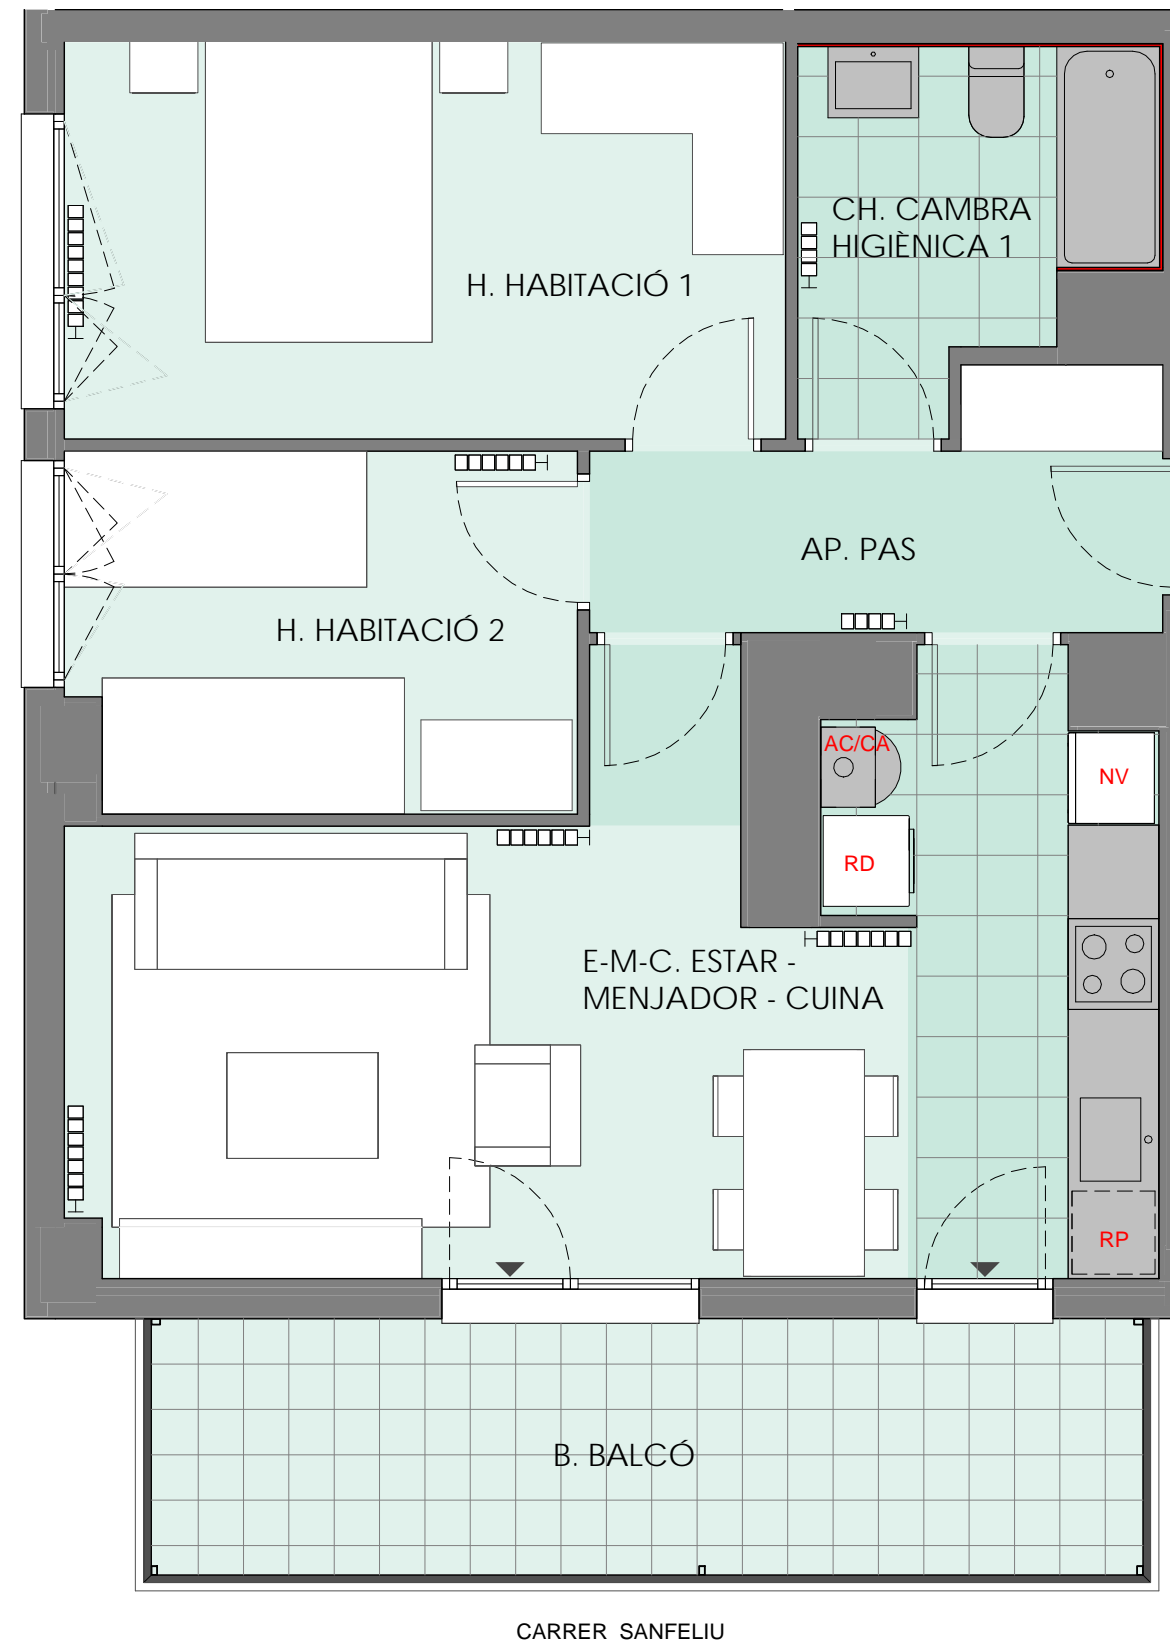 CH. CAMBRA
HIGIÈNICA 1
H. HABITACIÓ 1
AP. PAS
H. HABITACIÓ 2
AC/CA
NV
RD
E-M-C. ESTAR -
MENJADOR - CUINA
RP
B. BALCÓ
CARRER SANFELIU